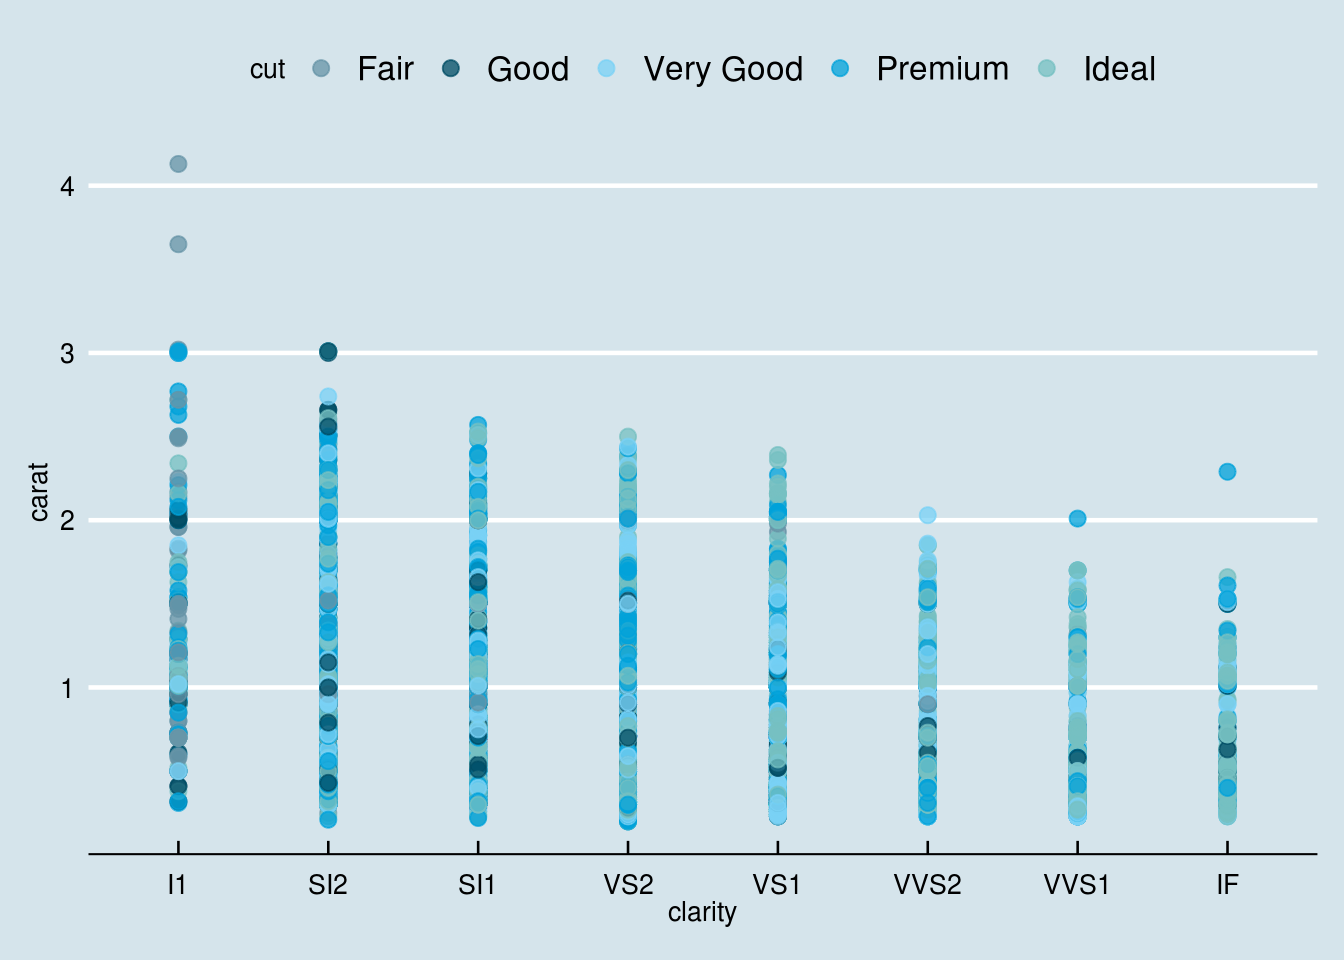 cut Fair Good Very Good Premium Ideal
4
3
2
1
carat
I1 SI2 SI1 VS2 VS1 VVS2 VVS1 IF
clarity